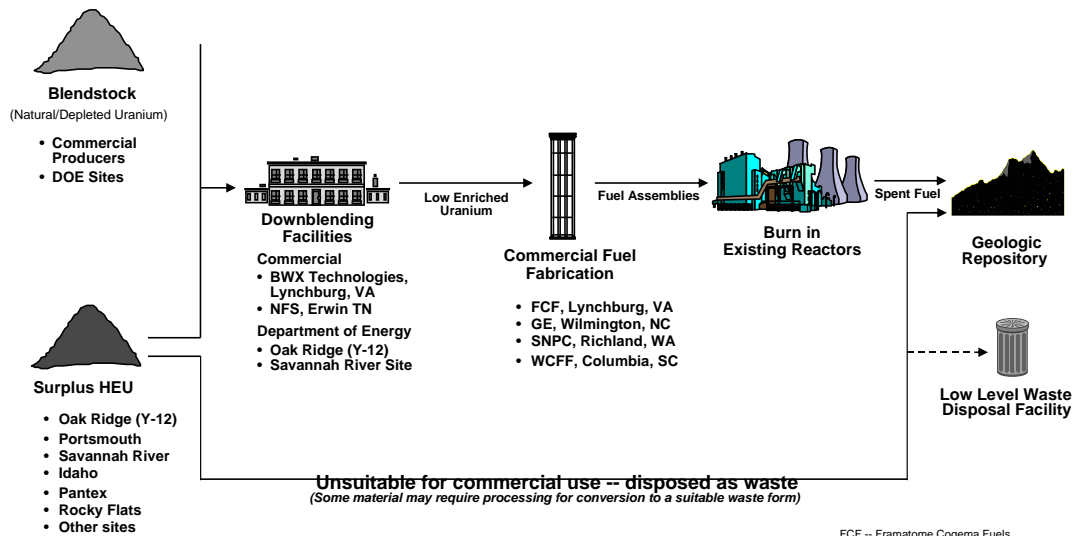 Blendstock
(Natural/Depleted Uranium)
• Commercial
Producers
• DOE Sites
Surplus HEU
• Oak Ridge (Y-12)
• Portsmouth
• Savannah River
• Idaho
• Pantex
• Rocky Flats
• Other sites
Downblending
Facilities
Commercial
• BWX Technologies,
Lynchburg, VA
• NFS, Erwin TN
Department of Energy
• Oak Ridge (Y-12)
• Savannah River Site
Low Enriched
Uranium
Commercial Fuel
Fabrication
• FCF, Lynchburg, VA
• GE, Wilmington, NC
• SNPC, Richland, WA
• WCFF, Columbia, SC
Fuel Assemblies
Burn in
Existing Reactors
Spent Fuel
Geologic
Repository
Low Level Waste
Disposal Facility
Unsuitable for commercial use -- disposed as waste
(Some material may require processing for conversion to a suitable waste form)
FCF -- Framatome Cogema Fuels